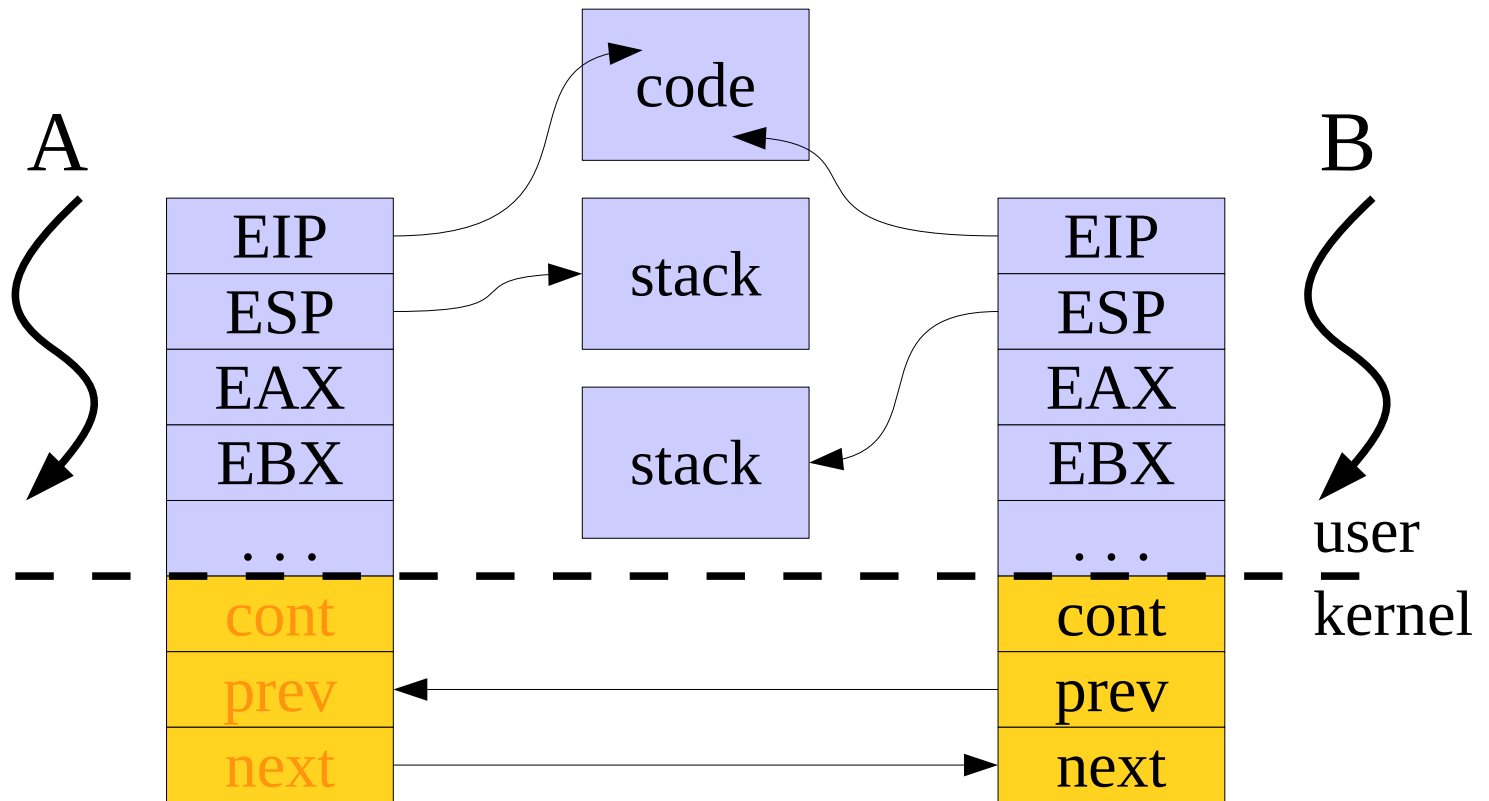 A
EIP
ESP
EAX
EBX
. . .
cont
prev
next
code
stack
stack
EIP
ESP
EAX
EBX
. . .
cont
prev
next
B
user
kernel